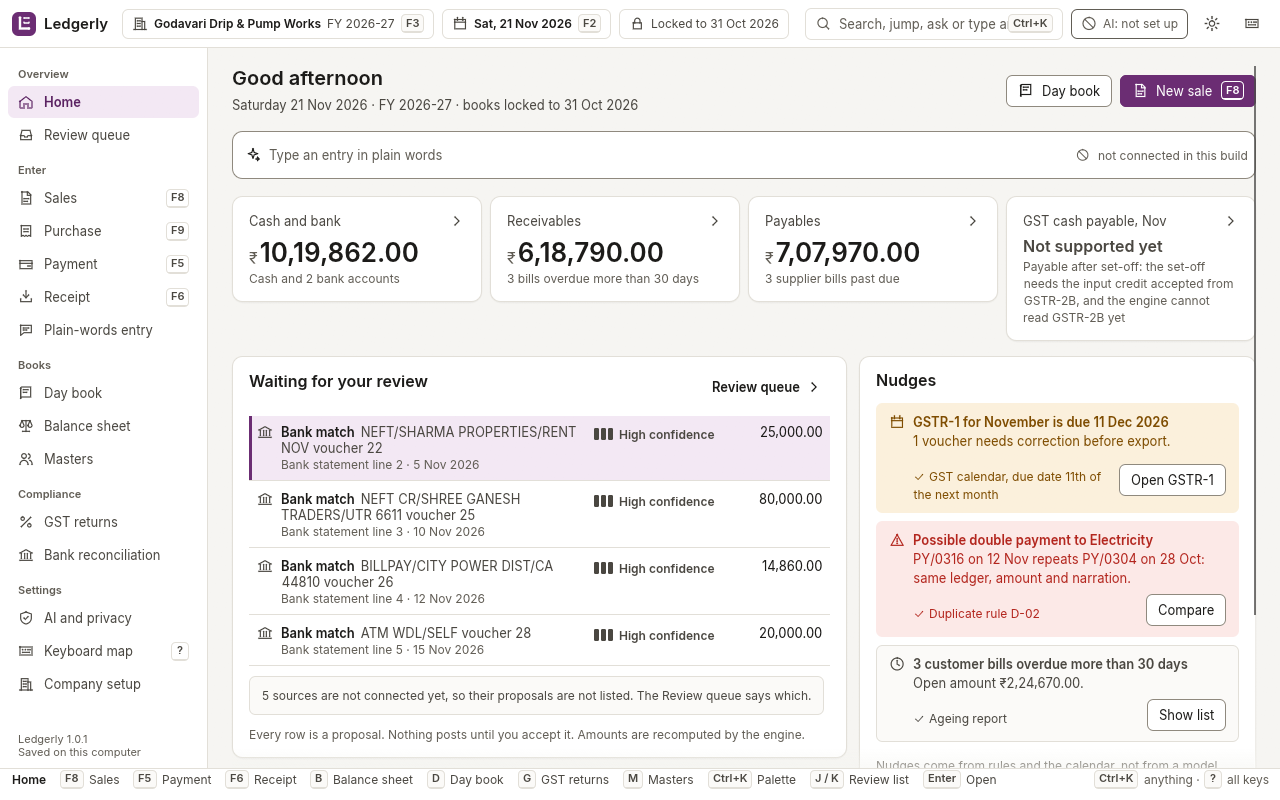 Ledgerly
Godavari Drip & Pump Works FY 2026-27 F3
Sat, 21 Nov 2026 F2
Locked to 31 Oct 2026
Search, jump, ask or type a Ctrl+K
AI: not set up
Overview
Home
Review queue
Enter
Sales F8
Purchase F9
Payment F5
Receipt F6
Plain-words entry
Books
Day book
Balance sheet
Masters
Compliance
GST returns
Bank reconciliation
Settings
AI and privacy
Keyboard map ?
Company setup
Ledgerly 1.0.1
Saved on this computer
Good afternoon
Saturday 21 Nov 2026 · FY 2026-27 · books locked to 31 Oct 2026
Day book
New sale F8
Type an entry in plain words
not connected in this build
Cash and bank
₹10,19,862.00
Cash and 2 bank accounts
Receivables
₹6,18,790.00
3 bills overdue more than 30 days
Payables
₹7,07,970.00
3 supplier bills past due
GST cash payable, Nov
Not supported yet
Payable after set-off: the set-off
needs the input credit accepted from
GSTR-2B, and the engine cannot
read GSTR-2B yet
Waiting for your review
Review queue
Bank match NEFT/SHARMA PROPERTIES/RENT
NOV voucher 22
Bank statement line 2 · 5 Nov 2026
High confidence
25,000.00
Bank match NEFT CR/SHREE GANESH
TRADERS/UTR 6611 voucher 25
Bank statement line 3 · 10 Nov 2026
High confidence
80,000.00
Bank match BILLPAY/CITY POWER DIST/CA
44810 voucher 26
Bank statement line 4 · 12 Nov 2026
High confidence
14,860.00
Bank match ATM WDL/SELF voucher 28
Bank statement line 5 · 15 Nov 2026
High confidence
20,000.00
5 sources are not connected yet, so their proposals are not listed. The Review queue says which.
Every row is a proposal. Nothing posts until you accept it. Amounts are recomputed by the engine.
Nudges
GSTR-1 for November is due 11 Dec 2026
1 voucher needs correction before export.
✓ GST calendar, due date 11th of
the next month
Open GSTR-1
Possible double payment to Electricity
PY/0316 on 12 Nov repeats PY/0304 on 28 Oct:
same ledger, amount and narration.
✓ Duplicate rule D-02
Compare
3 customer bills overdue more than 30 days
Open amount ₹2,24,670.00.
✓ Ageing report
Show list
Nudges come from rules and the calendar, not from a model.
Home F8 Sales F5 Payment F6 Receipt B Balance sheet D Day book G GST returns M Masters Ctrl+K Palette J / K Review list Enter Open Ctrl+K anything · ? all keys